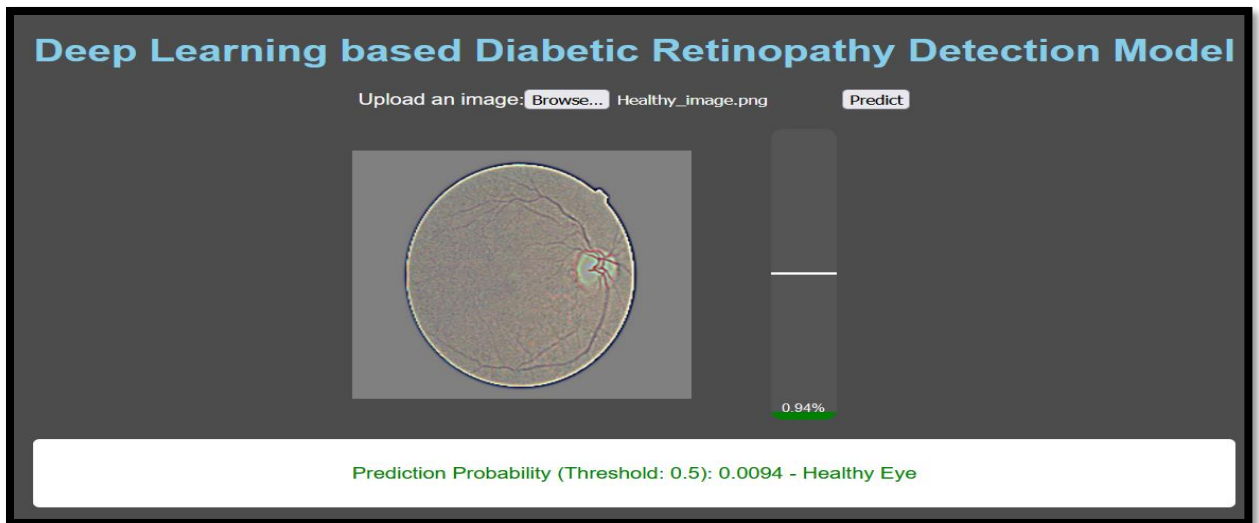 Deep Learning based Diabetic Retinopathy Detection Model
Upload an image: Browse... Healthy_image.png Predict
0.94%
Prediction Probability (Threshold: 0.5): 0.0094 - Healthy Eye